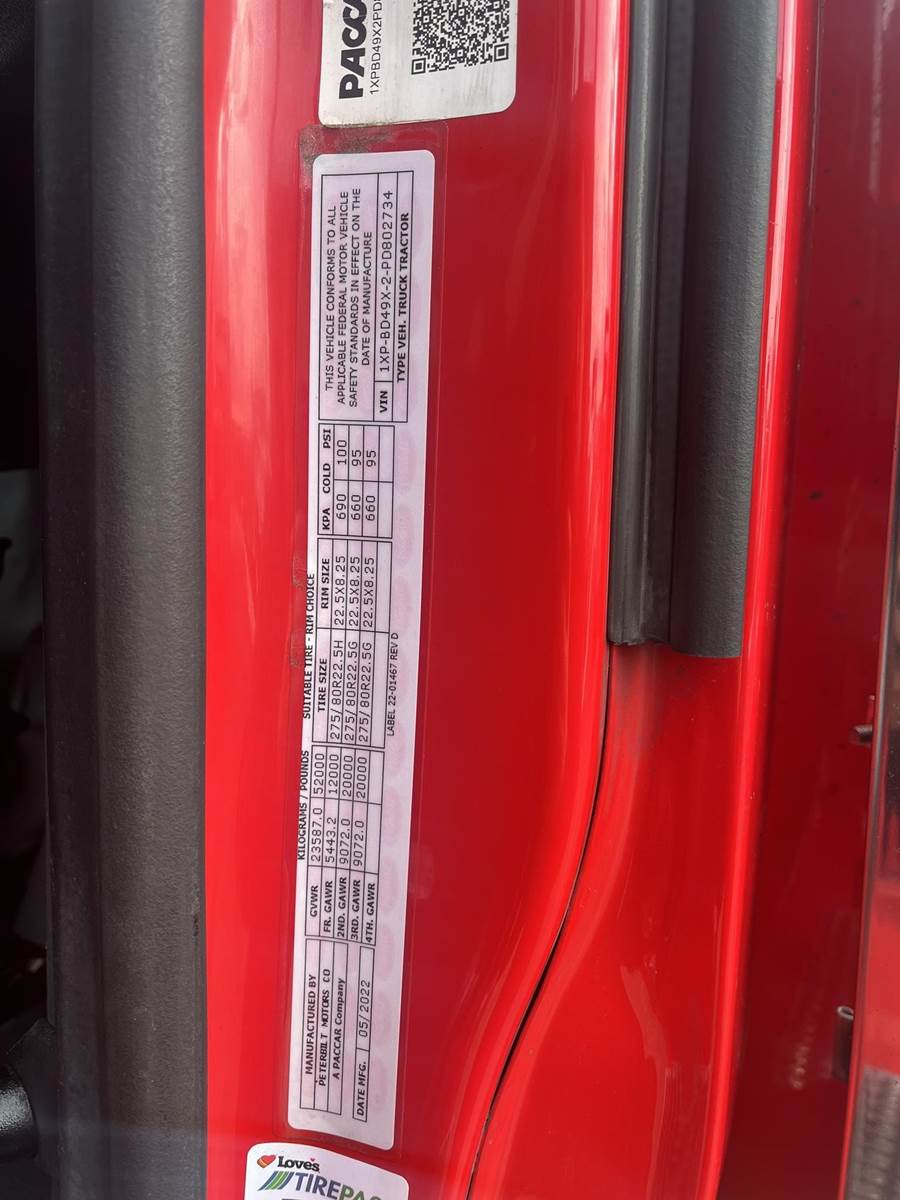 PACCA
1XPBD49X2PD
MANUFACTURED BY
PETERBILT MOTORS CO
A PACCAR Company
DATE MFG. 05/2022
KILOGRAMS / POUNDS
GVWR 23587.0 52000
FR. GAWR 5443.2 12000
2ND. GAWR 9072.0 20000
3RD. GAWR 9072.0 20000
4TH. GAWR
SUITABLE TIRE - RIM CHOICE
TIRE SIZE RIM SIZE KPA COLD PSI
275/80R22.5H 22.5X8.25 690 100
275/80R22.5G 22.5X8.25 660 95
275/80R22.5G 22.5X8.25 660 95
LABEL 22-01467 REV D
THIS VEHICLE CONFORMS TO ALL
APPLICABLE FEDERAL MOTOR VEHICLE
SAFETY STANDARDS IN EFFECT ON THE
DATE OF MANUFACTURE
VIN 1XP-BD49X-2-PD802734
TYPE VEH. TRUCK TRACTOR
Love's
TIREPAS